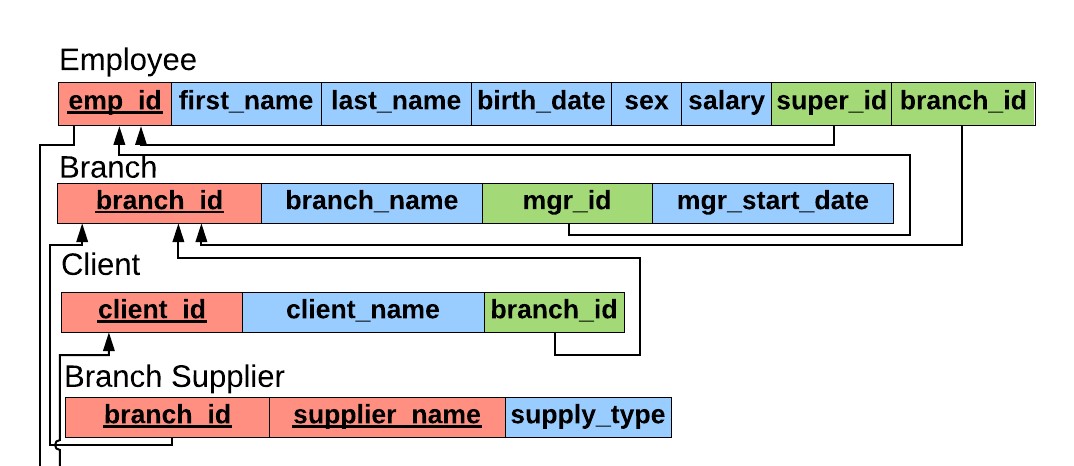 Employee
emp_id first_name last_name birth_date sex salary super_id branch_id
Branch
branch_id branch_name mgr_id mgr_start_date
Client
client_id client_name branch_id
Branch Supplier
branch_id supplier_name supply_type